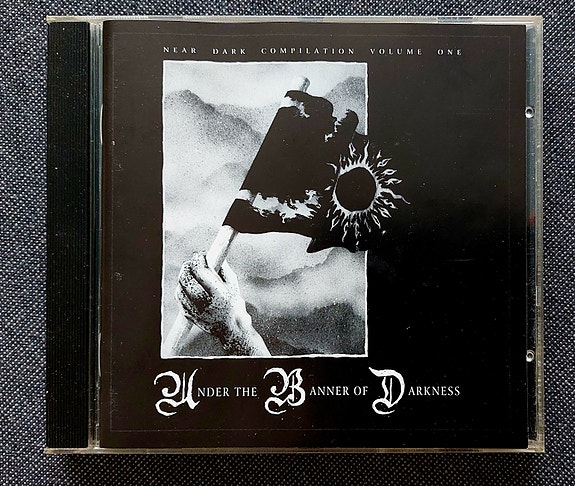 NEAR DARK COMPILATION VOLUME ONE
UNDER THE BANNER OF DARKNESS